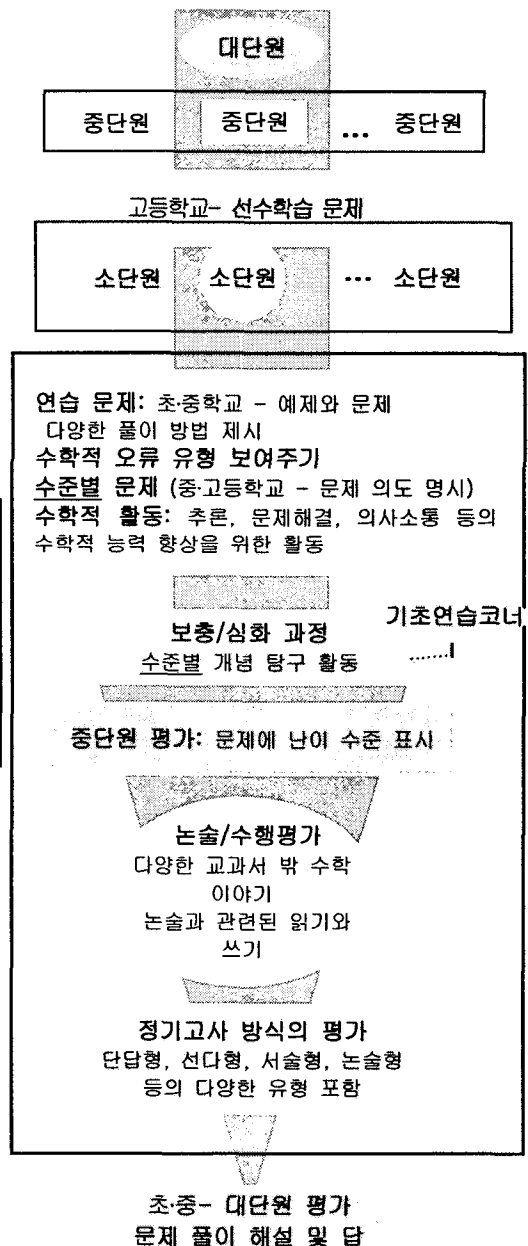 대단원
중단원 중단원 ... 중단원
고등학교- 선수학습 문제
소단원 소단원 ... 소단원
연습 문제: 초·중학교 - 예제와 문제
다양한 풀이 방법 제시
수학적 오류 유형 보여주기
수준별 문제 (중·고등학교 - 문제 의도 명시)
수학적 활동: 추론, 문제해결, 의사소통 등의
수학적 능력 향상을 위한 활동
기초연습코너
보충/심화 과정
수준별 개념 탐구 활동
중단원 평가: 문제에 난이 수준 표시
논술/수행평가
다양한 교과서 밖 수학
이야기
논술과 관련된 읽기와
쓰기
정기고사 방식의 평가
단답형, 선다형, 서술형, 논술형
등의 다양한 유형 포함
초·중- 대단원 평가
문제 풀이 해설 및 답